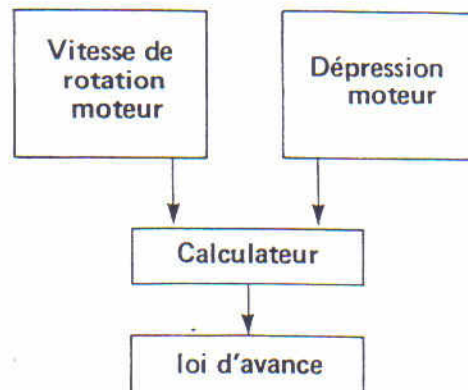 Vitesse de
rotation
moteur
Dépression
moteur
Calculateur
loi d'avance